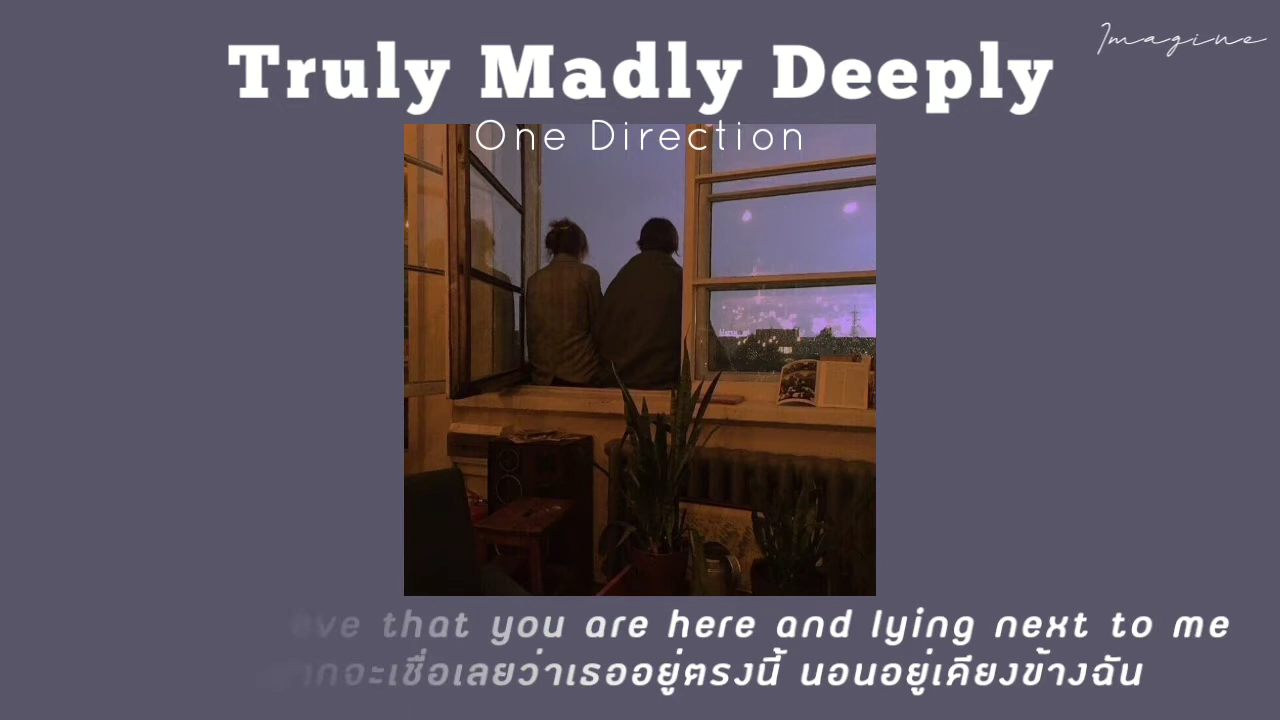 Imagine
Truly Madly Deeply
One Direction
that you are here and lying next to me
จะเชื่อเลยว่าเธออยู่ตรงนี้ นอนอยู่เคียงข้างฉัน